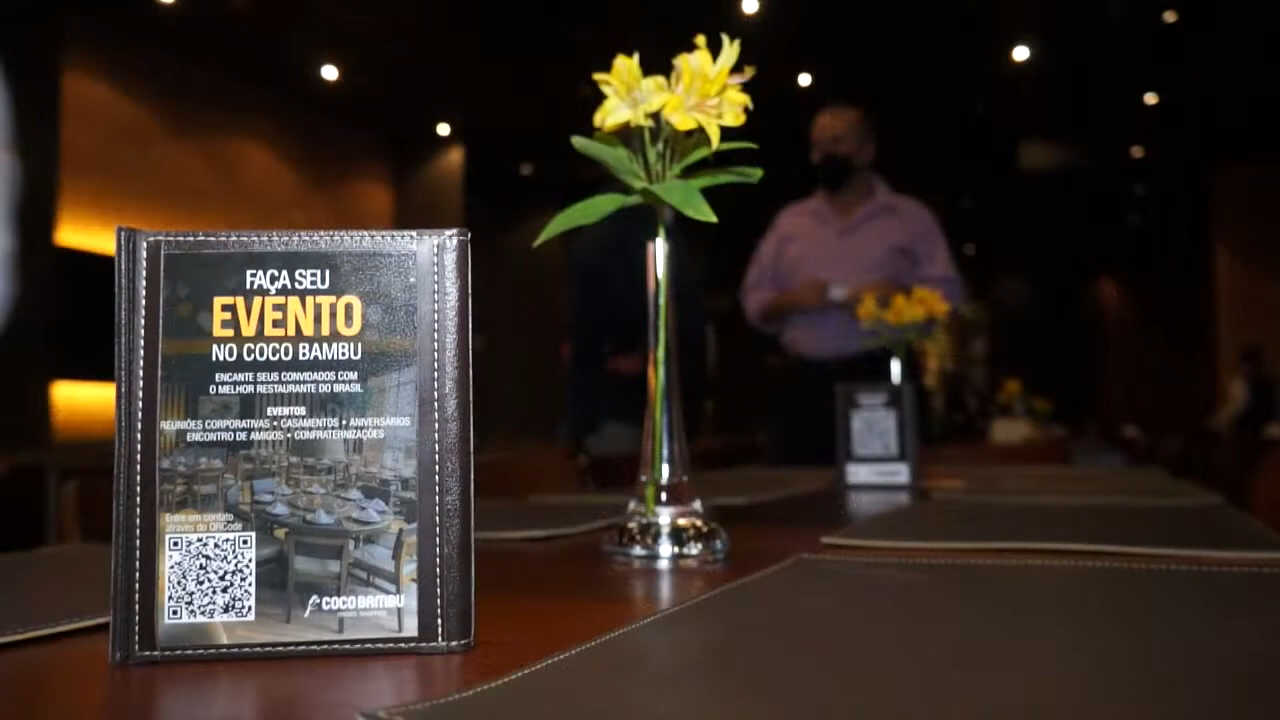 FAÇA SEU
EVENTO
NO COCO BAMBU
ENCANTE SEUS CONVIDADOS COM
O MELHOR RESTAURANTE DO BRASIL
EVENTOS
REUNIÕES CORPORATIVAS • CASAMENTOS • ANIVERSÁRIOS
ENCONTRO DE AMIGOS • CONFRATERNIZAÇÕES
Entre em contato
através do QRCode
COCO BAMBU